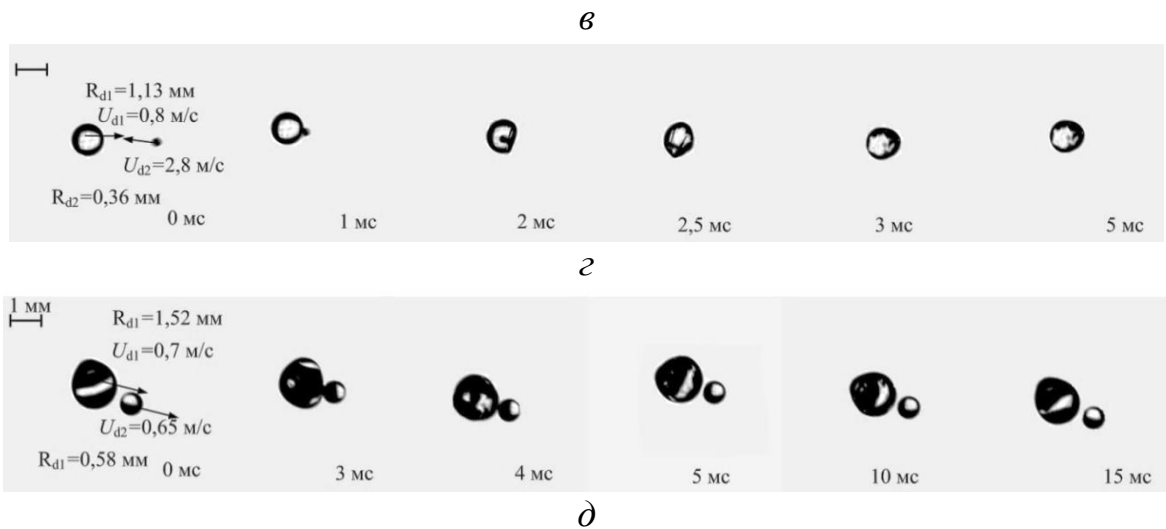 в
R_d1=1,13 мм
U_d1=0,8 м/с
U_d2=2,8 м/с
R_d2=0,36 мм
0 мс
1 мс
2 мс
2,5 мс
3 мс
5 мс
г
1 мм
R_d1=1,52 мм
U_d1=0,7 м/с
U_d2=0,65 м/с
R_d1=0,58 мм
0 мс
3 мс
4 мс
5 мс
10 мс
15 мс
д